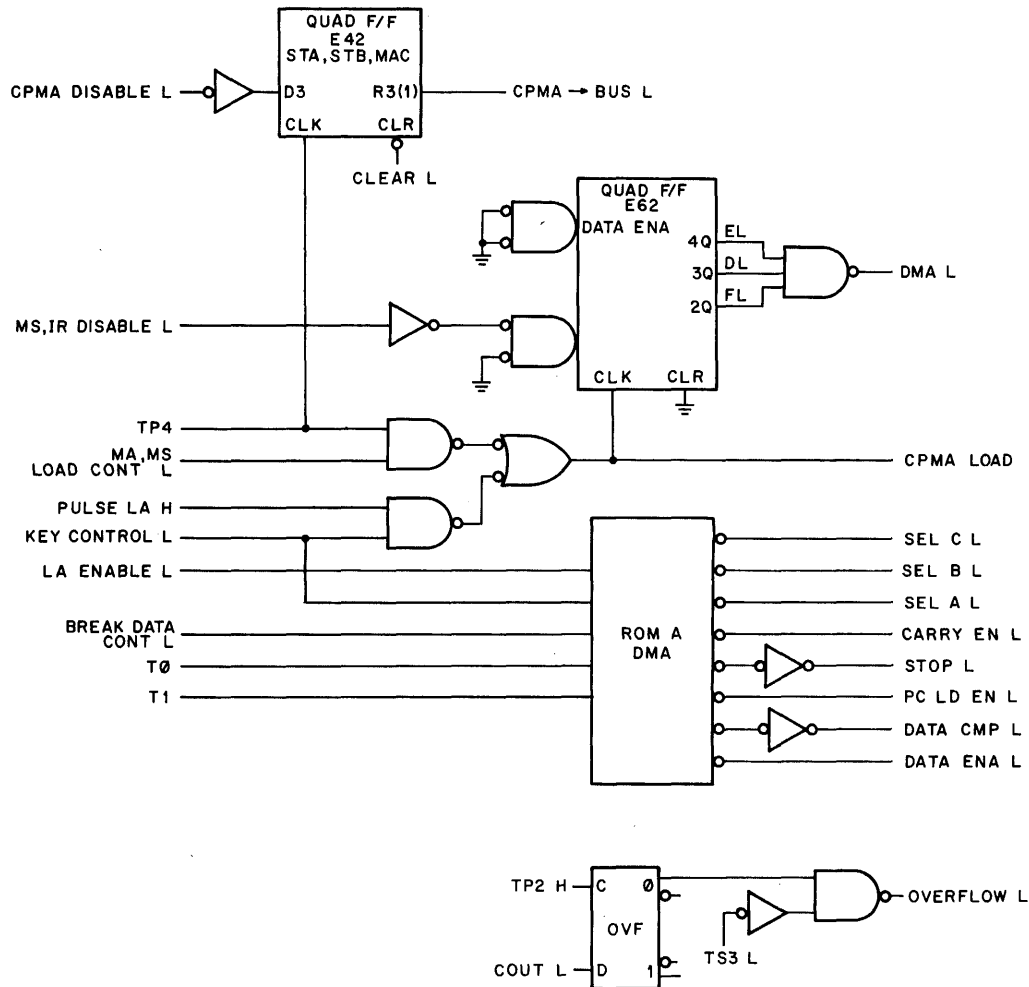 QUAD F/F
E42
STA,STB,MAC
CPMA DISABLE L
D3
R3(1)
CPMA → BUS L
CLK
CLR
CLEAR L
QUAD F/F
E62
DATA ENA
4Q
EL
3Q
DL
DMA L
2Q
FL
MS,IR DISABLE L
CLK
CLR
TP4
MA,MS
LOAD CONT L
CPMA LOAD
PULSE LA H
KEY CONTROL L
SEL C L
LA ENABLE L
SEL B L
SEL A L
BREAK DATA
CONT L
ROM A
DMA
CARRY EN L
TØ
STOP L
T1
PC LD EN L
DATA CMP L
DATA ENA L
TP2 H
C
Ø
OVERFLOW L
OVF
TS3 L
COUT L
D
1